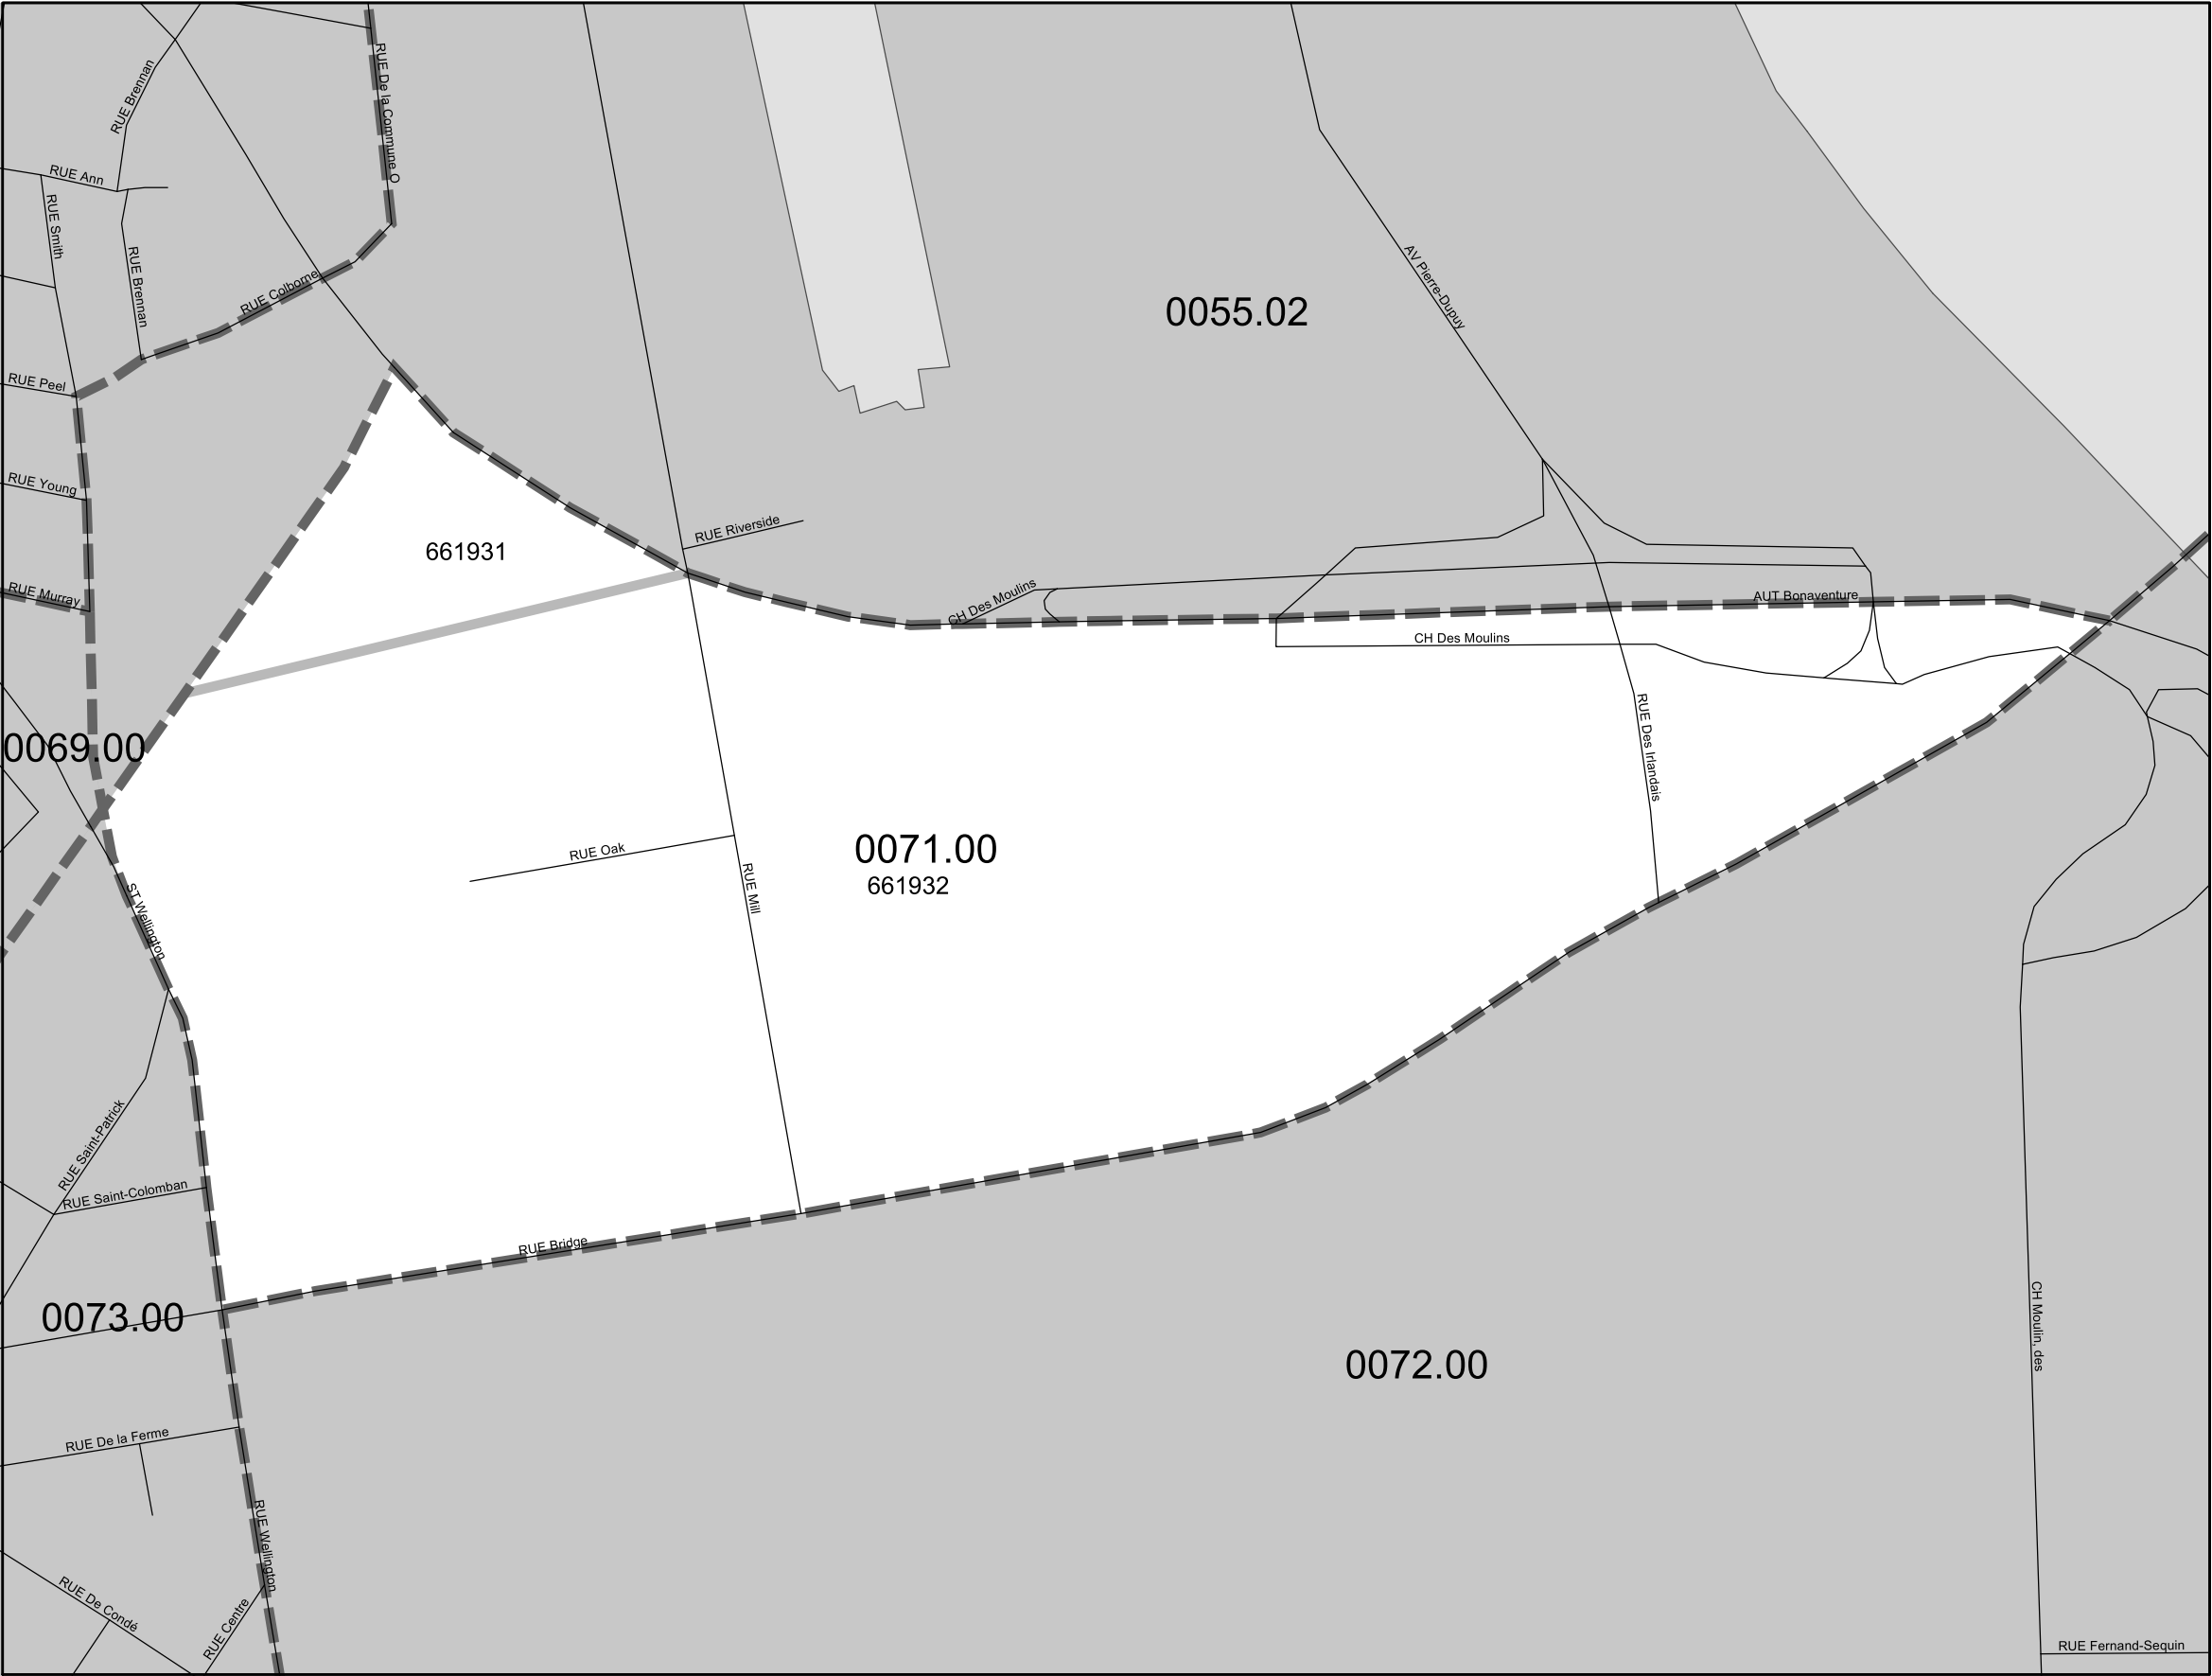 RUE De la Commune O
RUE Brennan
RUE Ann
RUE Smith
RUE Brennan
RUE Colborne
0055.02
AV Pierre-Dupuy
RUE Peel
RUE Young
RUE Riverside
661931
RUE Murray
CH Des Moulins
AUT Bonaventure
CH Des Moulins
RUE Des Irlandais
0069.00
RUE Oak
0071.00
661932
RUE Mill
ST Wellington
RUE Saint-Patrick
RUE Saint-Colomban
RUE Bridge
0073.00
0072.00
CH Moulin, des
RUE De la Ferme
RUE Wellington
RUE De Condé
RUE Centre
RUE Fernand-Sequin